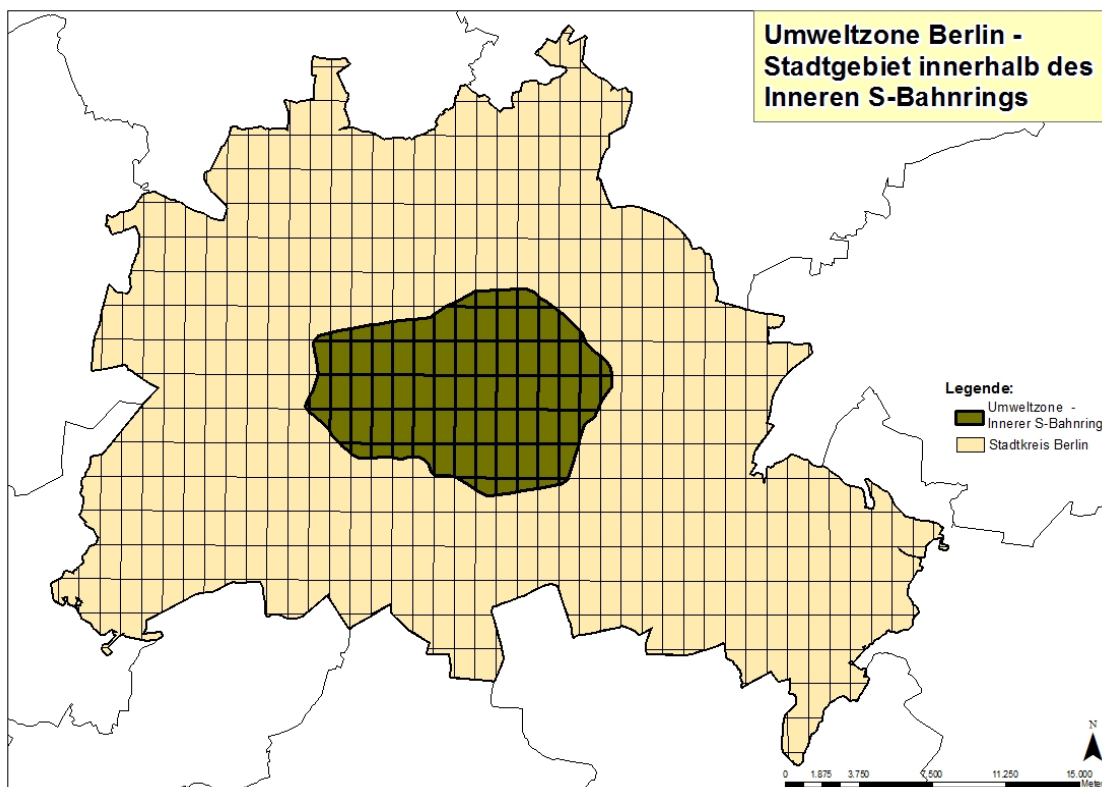 Umweltzone Berlin -
Stadtgebiet innerhalb des
Inneren S-Bahnrings
Legende:
Umweltzone -
Innerer S-Bahnring
Stadtkreis Berlin
N
0 1.875 3.750 7.500 11.250 15.000
Meter